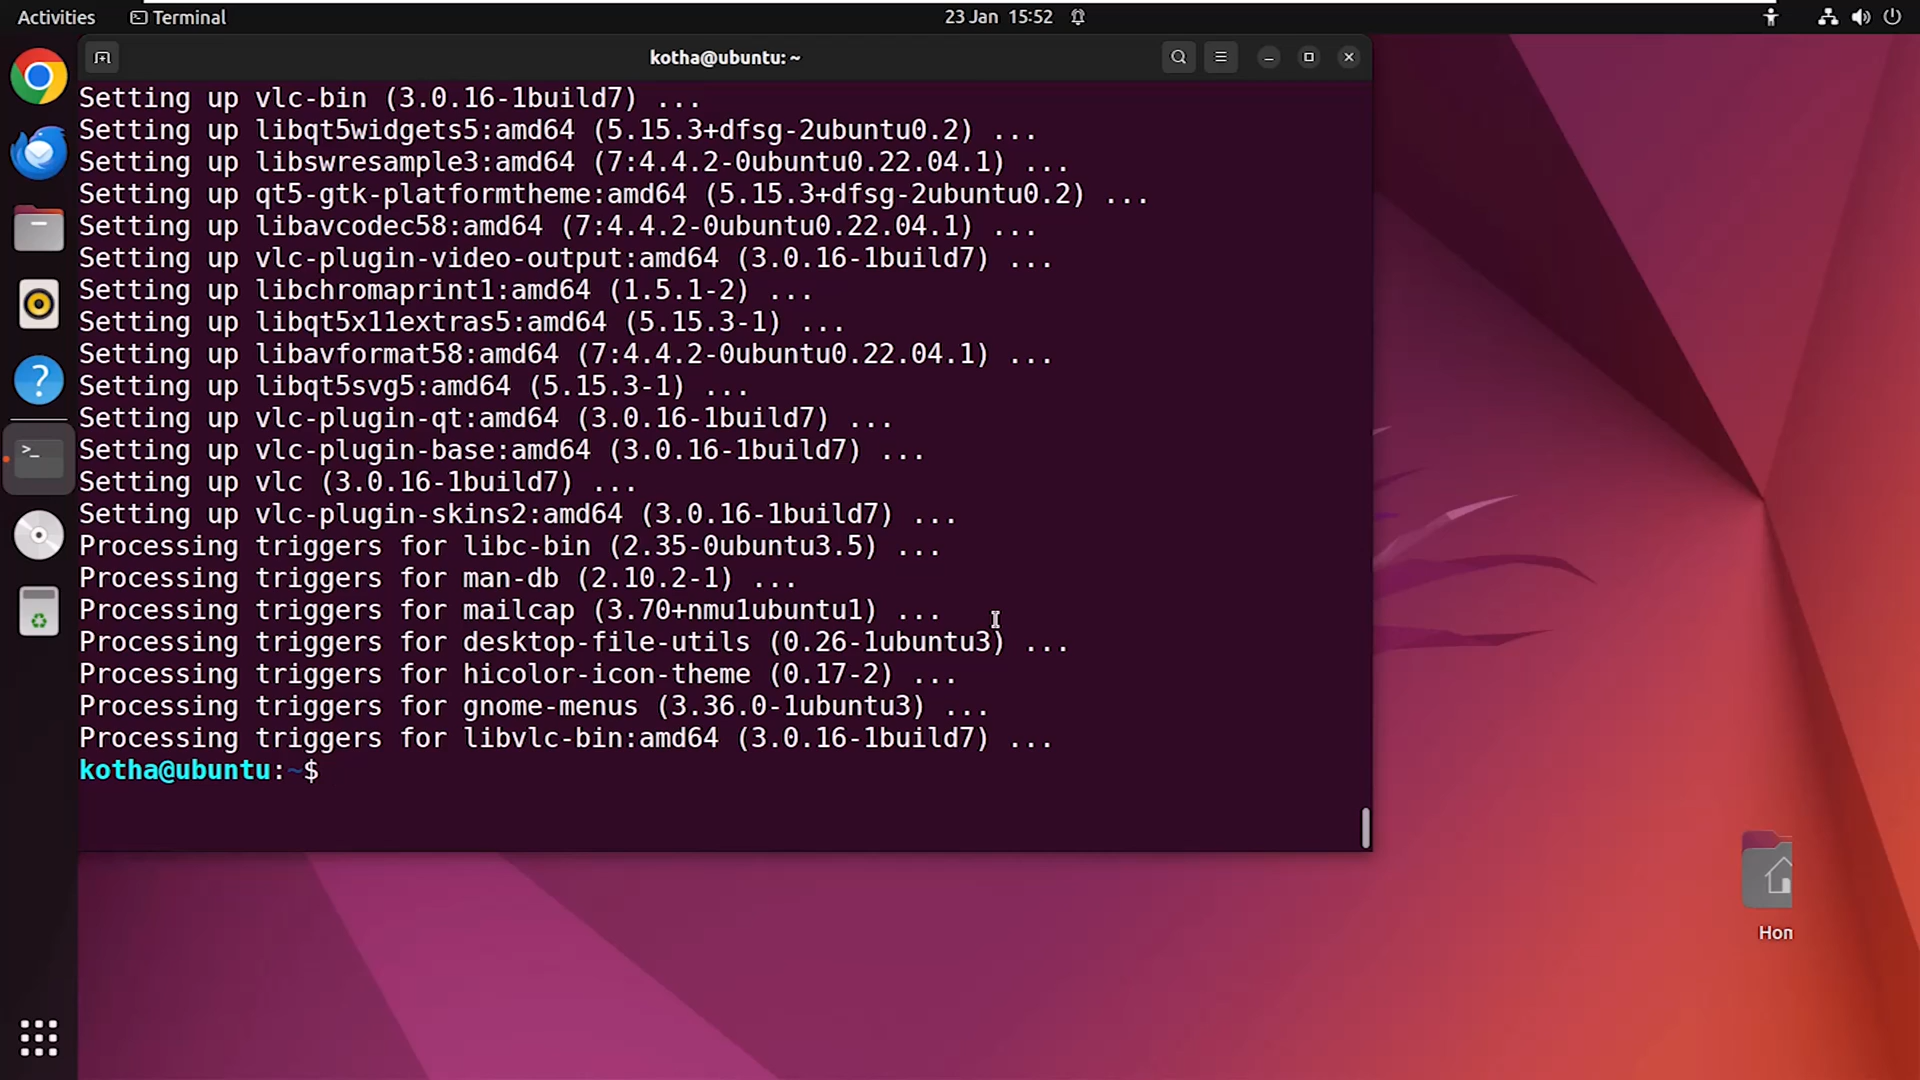 Activities Terminal 23 Jan 15:52
kotha@ubuntu: ~
Setting up vlc-bin (3.0.16-1build7) ...
Setting up libqt5widgets5:amd64 (5.15.3+dfsg-2ubuntu0.2) ...
Setting up libswresample3:amd64 (7:4.4.2-0ubuntu0.22.04.1) ...
Setting up qt5-gtk-platformtheme:amd64 (5.15.3+dfsg-2ubuntu0.2) ...
Setting up libavcodec58:amd64 (7:4.4.2-0ubuntu0.22.04.1) ...
Setting up vlc-plugin-video-output:amd64 (3.0.16-1build7) ...
Setting up libchromaprint1:amd64 (1.5.1-2) ...
Setting up libqt5x11extras5:amd64 (5.15.3-1) ...
Setting up libavformat58:amd64 (7:4.4.2-0ubuntu0.22.04.1) ...
Setting up libqt5svg5:amd64 (5.15.3-1) ...
Setting up vlc-plugin-qt:amd64 (3.0.16-1build7) ...
Setting up vlc-plugin-base:amd64 (3.0.16-1build7) ...
Setting up vlc (3.0.16-1build7) ...
Setting up vlc-plugin-skins2:amd64 (3.0.16-1build7) ...
Processing triggers for libc-bin (2.35-0ubuntu3.5) ...
Processing triggers for man-db (2.10.2-1) ...
Processing triggers for mailcap (3.70+nmu1ubuntu1) ...
Processing triggers for desktop-file-utils (0.26-1ubuntu3) ...
Processing triggers for hicolor-icon-theme (0.17-2) ...
Processing triggers for gnome-menus (3.36.0-1ubuntu3) ...
Processing triggers for libvlc-bin:amd64 (3.0.16-1build7) ...
kotha@ubuntu:~$
Hon